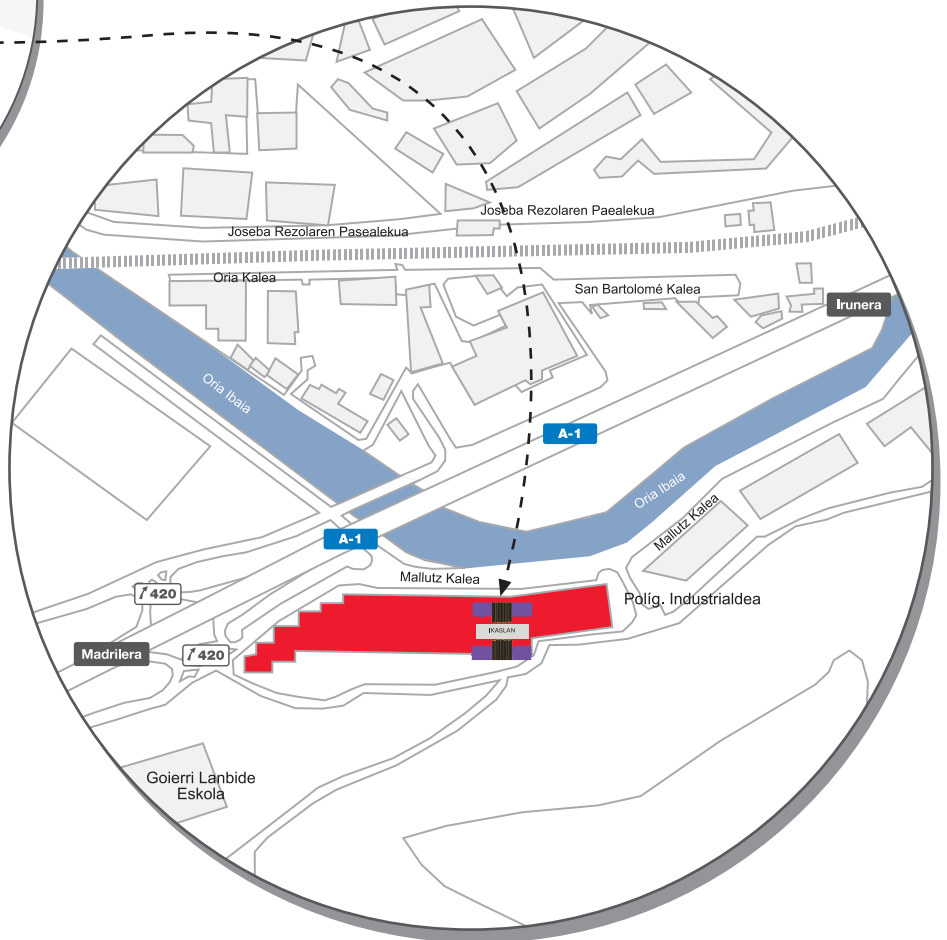 Joseba Rezolaren Paealekua
Joseba Rezolaren Pasealekua
Oria Kalea
San Bartolomé Kalea
Irunera
Oria Ibaia
A-1
Oria Ibaia
Mallutz Kalea
A-1
Mallutz Kalea
420
Políg. Industrialdea
IKASLAN
Madrilera
420
Goierri Lanbide
Eskola